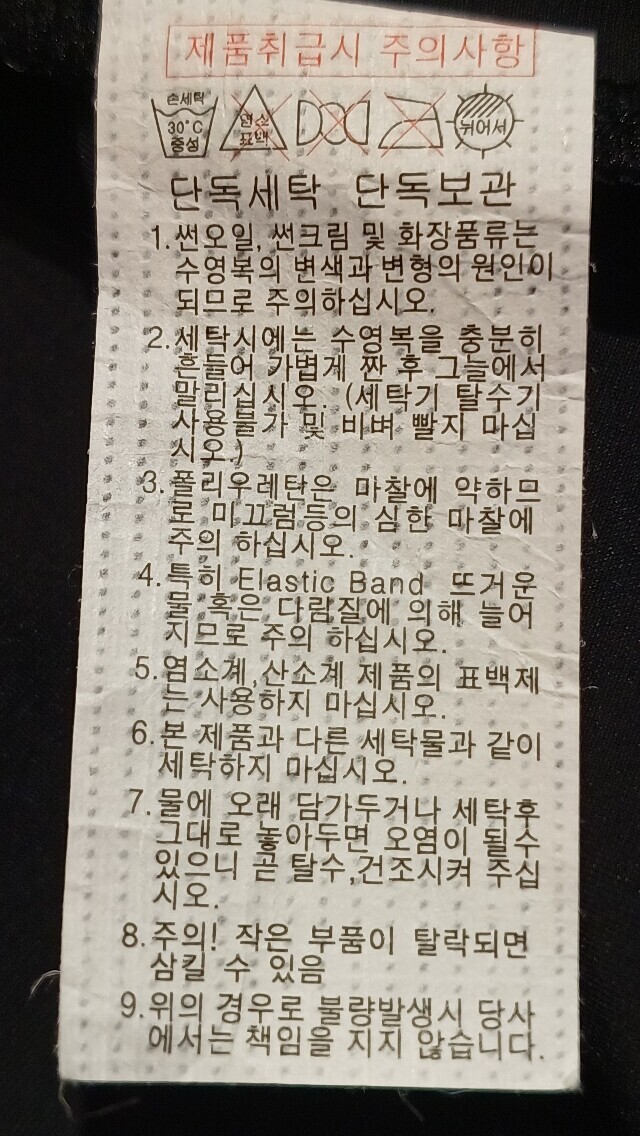 제품취급시 주의사항
손세탁
30°C
중성
염소
표백
뉘어서
단독세탁 단독보관
1.썬오일, 썬크림 및 화장품류는
수영복의 변색과 변형의 원인이
되므로 주의하십시오.
2.세탁시에는 수영복을 충분히
흔들어 가볍게 짠 후 그늘에서
말리십시오. (세탁기 탈수기
사용불가 및 비벼 빨지 마십
시오.)
3.폴리우레탄은 마찰에 약하므
로 미끄럼등의 심한 마찰에
주의 하십시오.
4.특히 Elastic Band 뜨거운
물 혹은 다림질에 의해 늘어
지므로 주의 하십시오.
5.염소계,산소계 제품의 표백제
는 사용하지 마십시오.
6.본 제품과 다른 세탁물과 같이
세탁하지 마십시오.
7.물에 오래 담가두거나 세탁후
그대로 놓아두면 오염이 될수
있으니 곧 탈수,건조시켜 주십
시오.
8.주의! 작은 부품이 탈락되면
삼킬 수 있음
9.위의 경우로 불량발생시 당사
에서는 책임을 지지 않습니다.